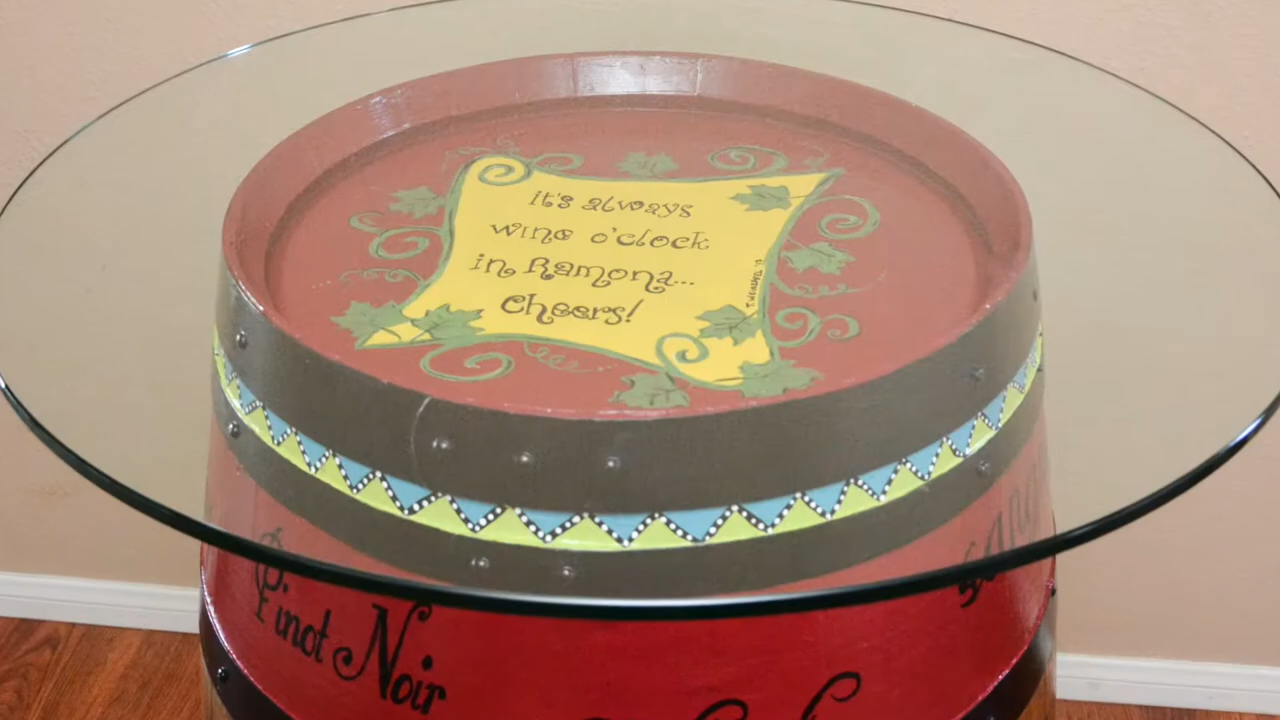 it's always
wine o'clock
in Ramona...
Cheers!
Pinot Noir